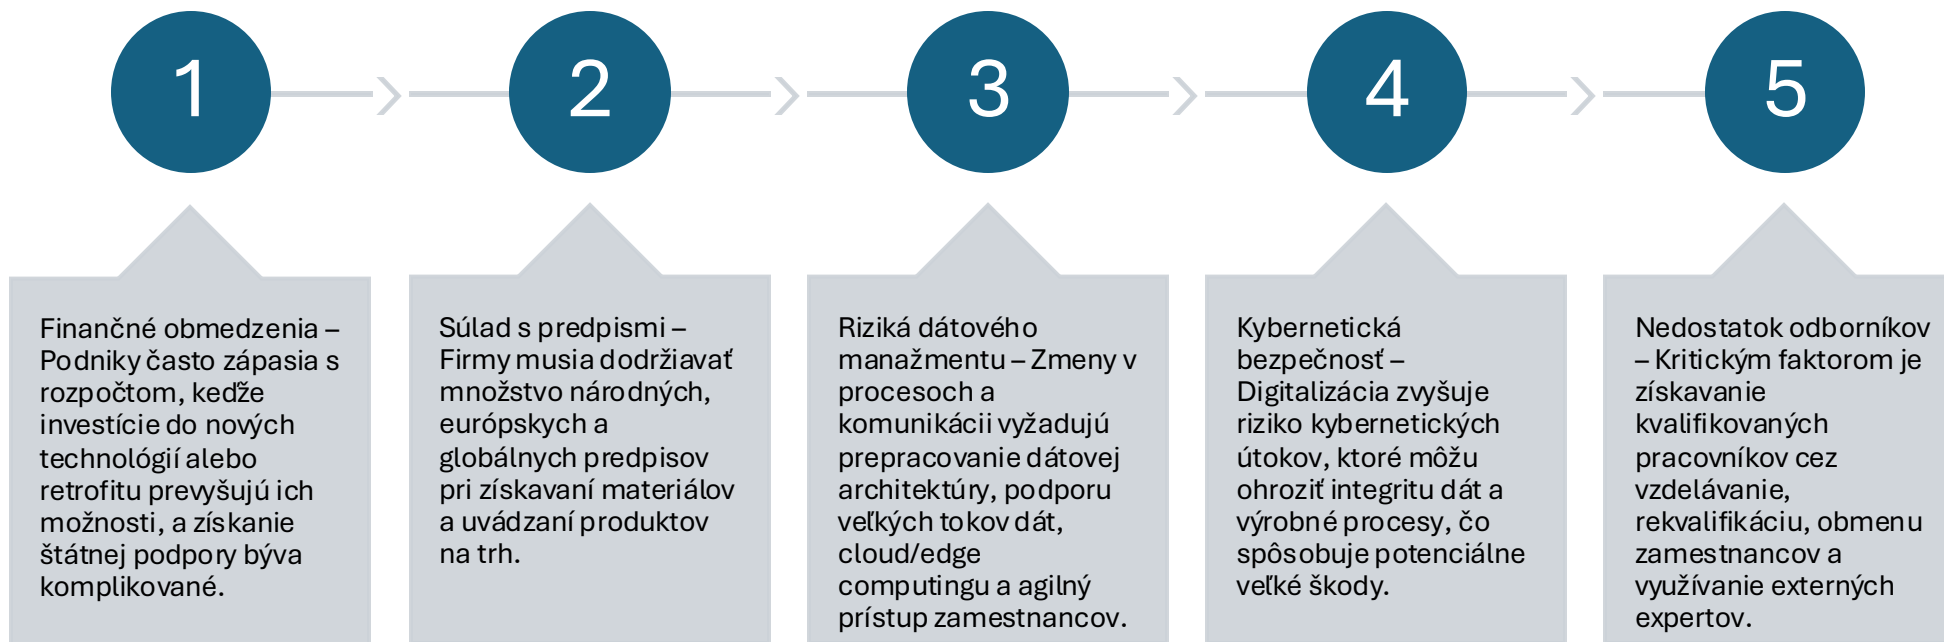 1
2
3
4
5
Finančné obmedzenia –
Podniky často zápasia s
rozpočtom, keďže
investície do nových
technológií alebo
retrofitu prevyšujú ich
možnosti, a získanie
štátnej podpory býva
komplikované.
Súlad s predpismi –
Firmy musia dodržiavať
množstvo národných,
európskych a
globálnych predpisov
pri získavaní materiálov
a uvádzaní produktov
na trh.
Riziká dátového
manažmentu – Zmeny v
procesoch a
komunikácii vyžadujú
prepracovanie dátovej
architektúry, podporu
veľkých tokov dát,
cloud/edge
computingu a agilný
prístup zamestnancov.
Kybernetická
bezpečnosť –
Digitalizácia zvyšuje
riziko kybernetických
útokov, ktoré môžu
ohroziť integritu dát a
výrobné procesy, čo
spôsobuje potenciálne
veľké škody.
Nedostatok odborníkov
– Kritickým faktorom je
získavanie
kvalifikovaných
pracovníkov cez
vzdelávanie,
rekvalifikáciu, obmenu
zamestnancov a
využívanie externých
expertov.